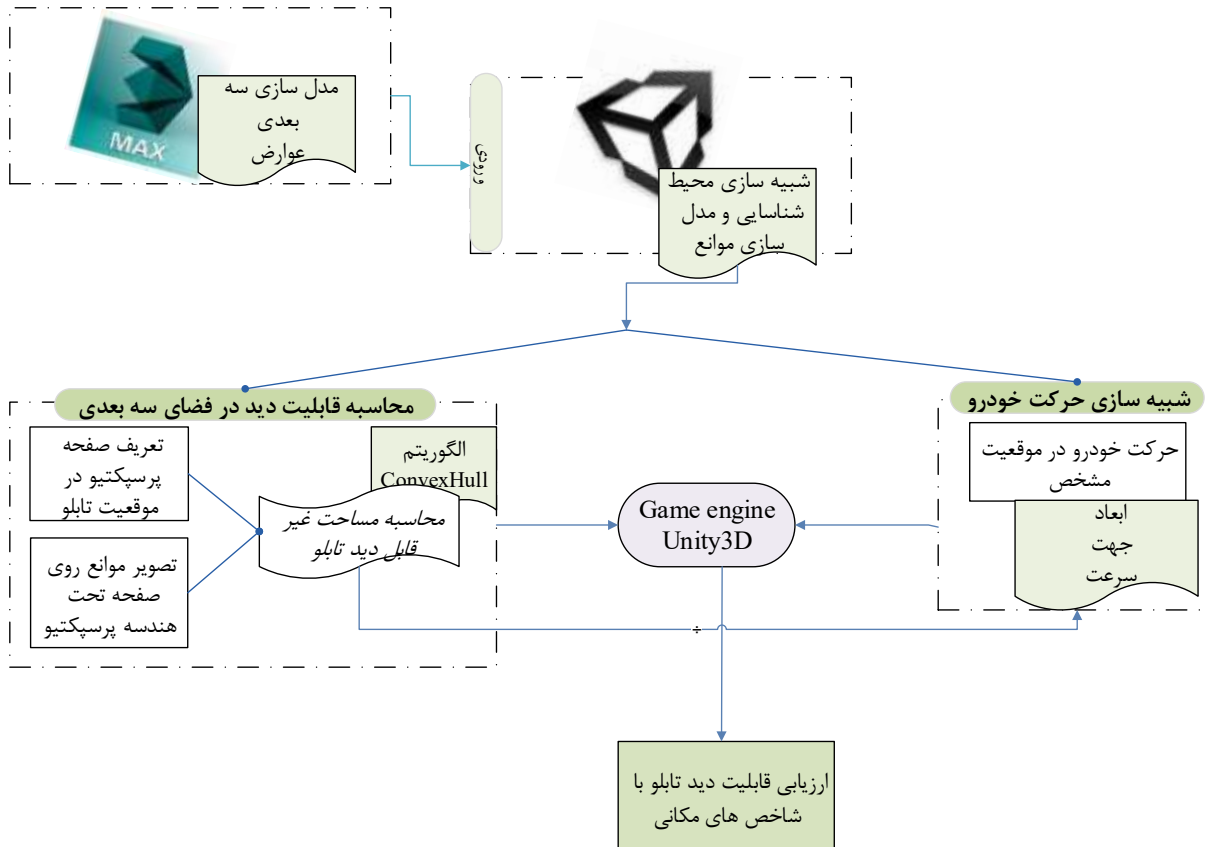 مدل سازی سه
بعدی
عوارض
MAX
ورودی
شبیه سازی محیط
شناسایی و مدل
سازی موانع
محاسبه قابلیت دید در فضای سه بعدی
شبیه سازی حرکت خودرو
تعریف صفحه
پرسپکتیو در
موقعیت تابلو
الگوریتم
ConvexHull
محاسبه مساحت غیر
قابل دید تابلو
تصویر موانع روی
صفحه تحت
هندسه پرسپکتیو
Game engine
Unity3D
حرکت خودرو در موقعیت
مشخص
ابعاد
جهت
سرعت
÷
ارزیابی قابلیت دید تابلو با
شاخص های مکانی